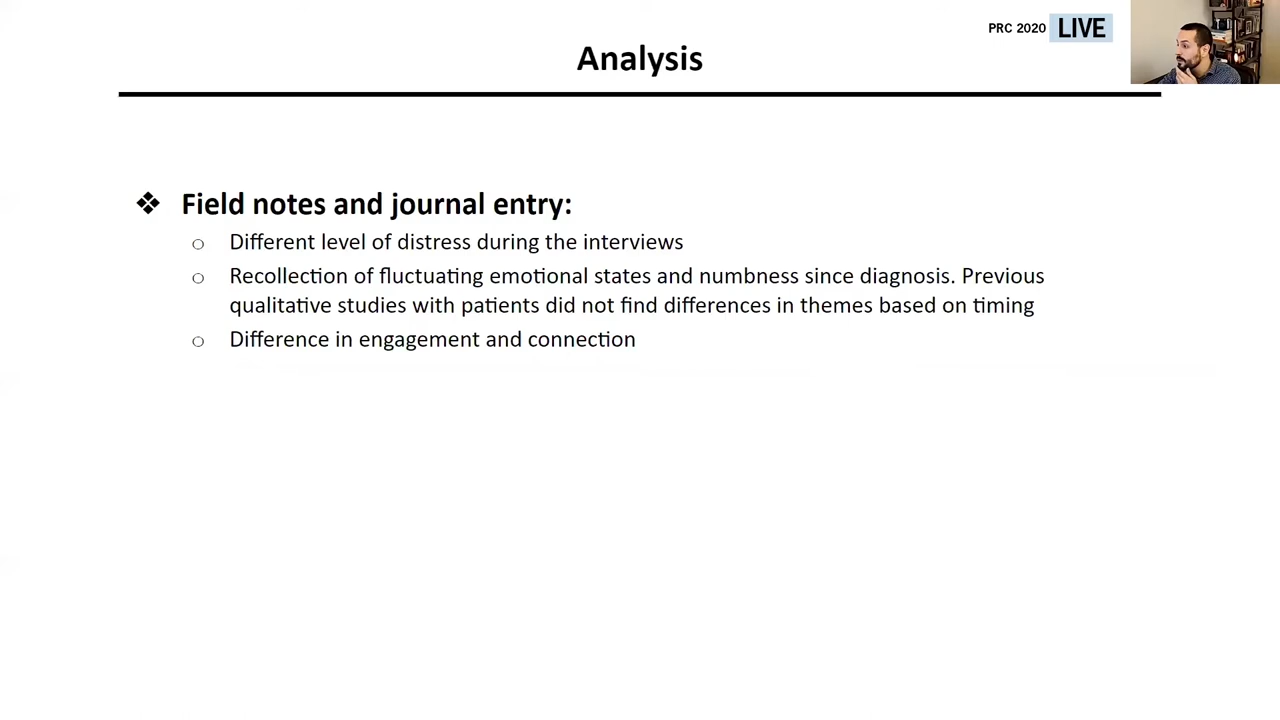 PRC 2020 LIVE
Analysis
❖ Field notes and journal entry:
○ Different level of distress during the interviews
○ Recollection of fluctuating emotional states and numbness since diagnosis. Previous
qualitative studies with patients did not find differences in themes based on timing
○ Difference in engagement and connection